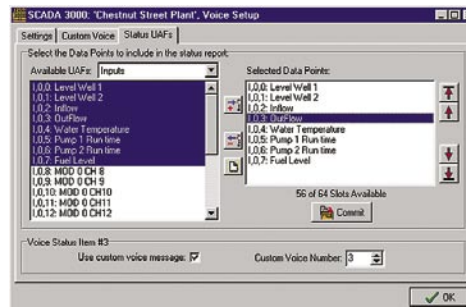 SCADA 3000: 'Chestnut Street Plant', Voice Setup
Settings Custom Voice Status UAFs
Select the Data Points to include in the status report:
Available UAFs: Inputs
I,0,0: Level Well 1
I,0,1: Level Well 2
I,0,2: Inflow
I,0,3: OutFlow
I,0,4: Water Temperature
I,0,5: Pump 1 Run time
I,0,6: Pump 2 Run time
I,0,7: Fuel Level
I,0,8: MOD 0 CH 8
I,0,9: MOD 0 CH 9
I,0,10: MOD 0 CH10
I,0,11: MOD 0 CH11
I,0,12: MOD 0 CH12
Selected Data Points:
I,0,0: Level Well 1
I,0,1: Level Well 2
I,0,2: Inflow
I,0,3: OutFlow
I,0,4: Water Temperature
I,0,5: Pump 1 Run time
I,0,6: Pump 2 Run time
I,0,7: Fuel Level
56 of 64 Slots Available
Commit
Voice Status Item #3
Use custom voice message:
Custom Voice Number: 3
OK